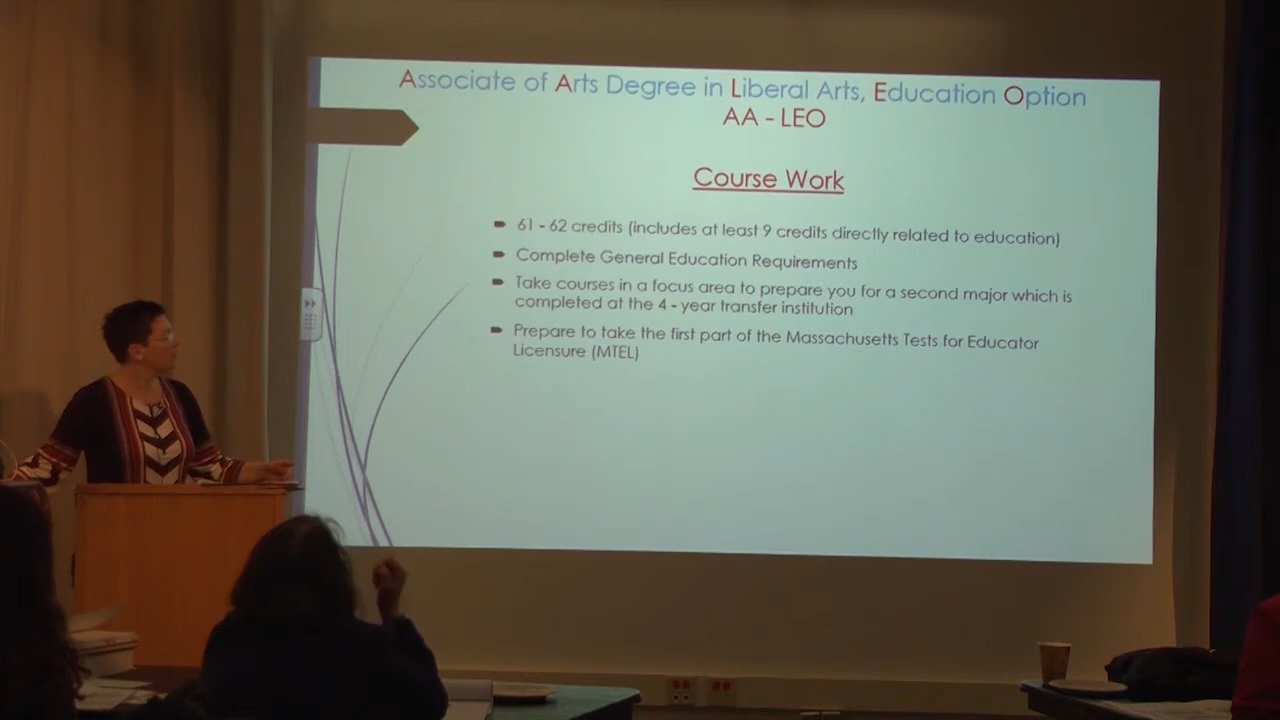 Associate of Arts Degree in Liberal Arts, Education Option
AA - LEO
Course Work
61 - 62 credits (includes at least 9 credits directly related to education)
Complete General Education Requirements
Take courses in a focus area to prepare you for a second major which is
completed at the 4 - year transfer institution
Prepare to take the first part of the Massachusetts Tests for Educator
Licensure (MTEL)